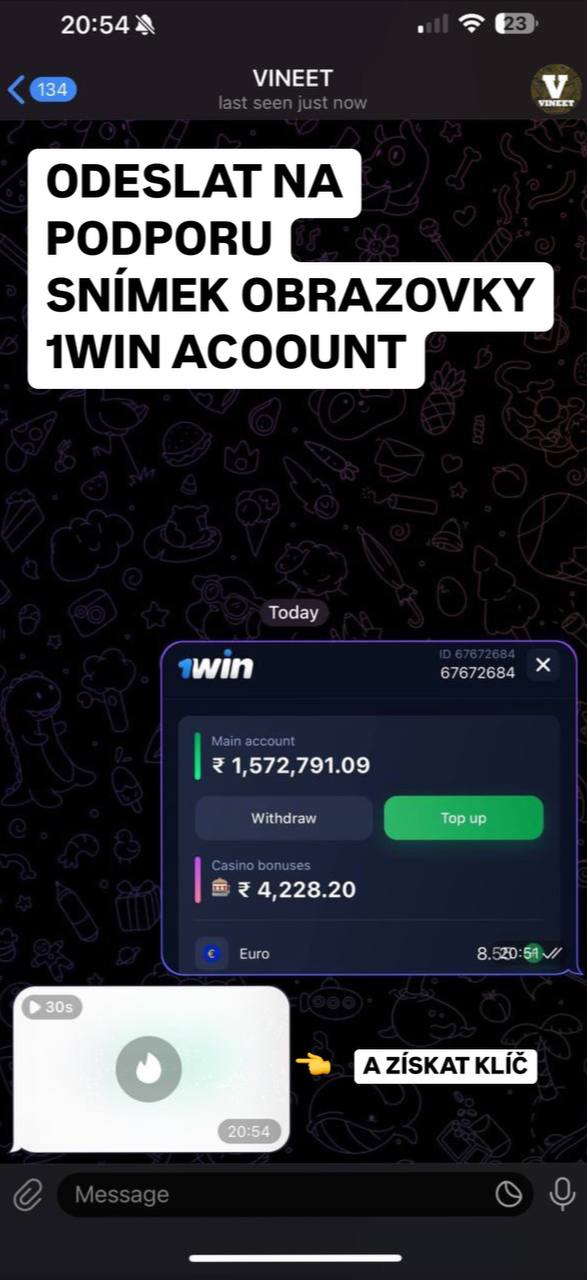 20:54
23
134
VINEET
last seen just now
V
VINEET
ODESLAT NA
PODPORU
SNÍMEK OBRAZOVKY
1WIN ACOOUNT
Today
1win
ID 67672684
67672684
Main account
₹ 1,572,791.09
Withdraw
Top up
Casino bonuses
₹ 4,228.20
€ Euro
20:51
30s
A ZÍSKAT KLÍČ
20:54
Message